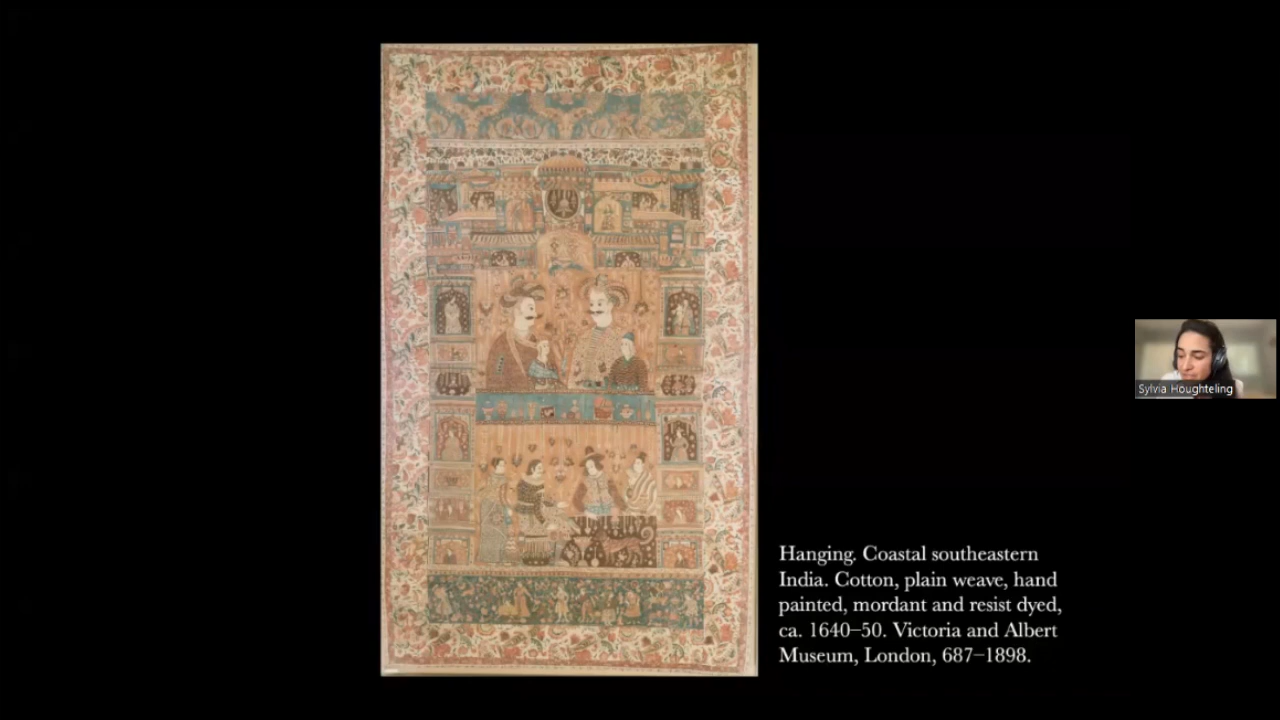 Sylvia Houghteling
Hanging. Coastal southeastern
India. Cotton, plain weave, hand
painted, mordant and resist dyed,
ca. 1640–50. Victoria and Albert
Museum, London, 687–1898.